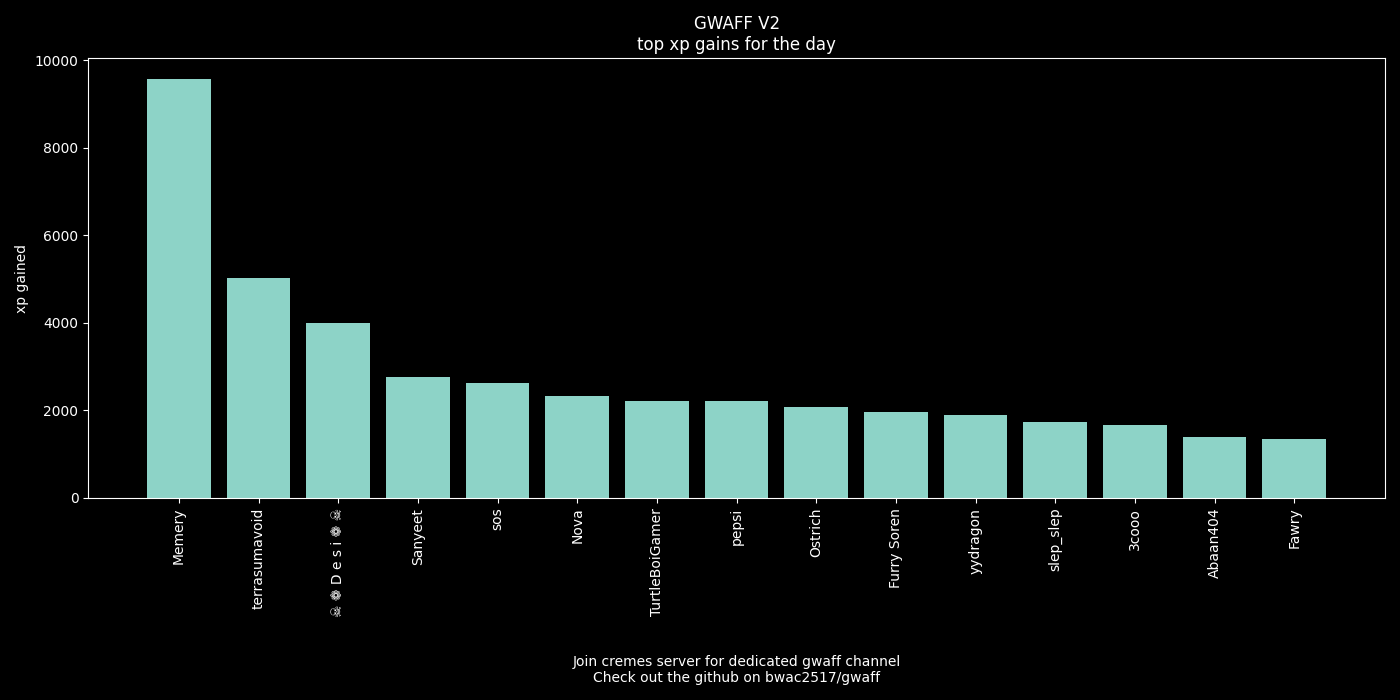 GWAFF V2
top xp gains for the day
10000
8000
6000
4000
2000
0
xp gained
Memery
terrasumavoid
☠ ❁ D e s i ❁ ☠
Sanyeet
sos
Nova
TurtleBoiGamer
pepsi
Ostrich
Furry Soren
yydragon
slep_slep
3cooo
Abaan404
Fawry
Join cremes server for dedicated gwaff channel
Check out the github on bwac2517/gwaff